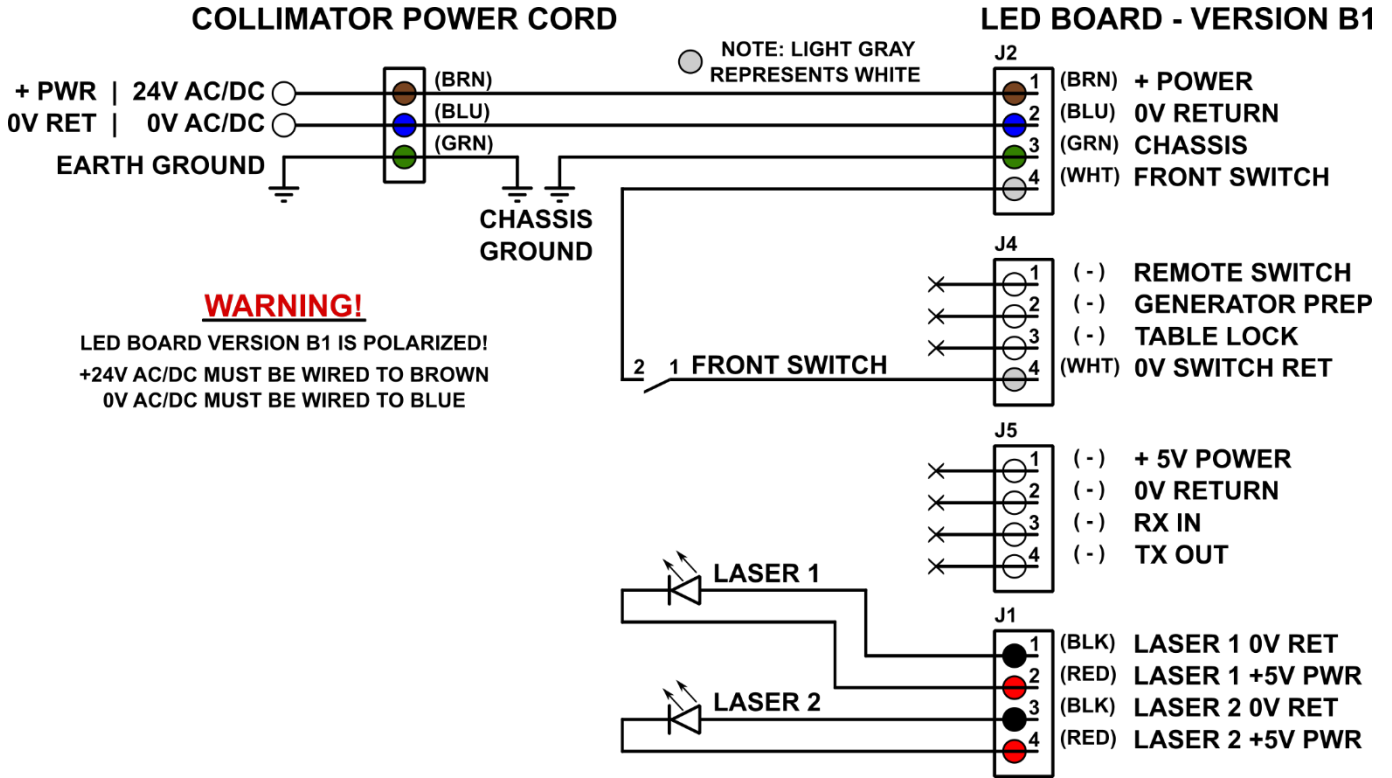 COLLIMATOR POWER CORD
LED BOARD - VERSION B1
NOTE: LIGHT GRAY
REPRESENTS WHITE
+ PWR | 24V AC/DC
0V RET | 0V AC/DC
EARTH GROUND
(BRN)
(BLU)
(GRN)
CHASSIS
GROUND
J2
1 (BRN) + POWER
2 (BLU) 0V RETURN
3 (GRN) CHASSIS
4 (WHT) FRONT SWITCH
WARNING!
LED BOARD VERSION B1 IS POLARIZED!
+24V AC/DC MUST BE WIRED TO BROWN
0V AC/DC MUST BE WIRED TO BLUE
2 1 FRONT SWITCH
J4
1 (-) REMOTE SWITCH
2 (-) GENERATOR PREP
3 (-) TABLE LOCK
4 (WHT) 0V SWITCH RET
J5
1 (-) + 5V POWER
2 (-) 0V RETURN
3 (-) RX IN
4 (-) TX OUT
LASER 1
LASER 2
J1
1 (BLK) LASER 1 0V RET
2 (RED) LASER 1 +5V PWR
3 (BLK) LASER 2 0V RET
4 (RED) LASER 2 +5V PWR